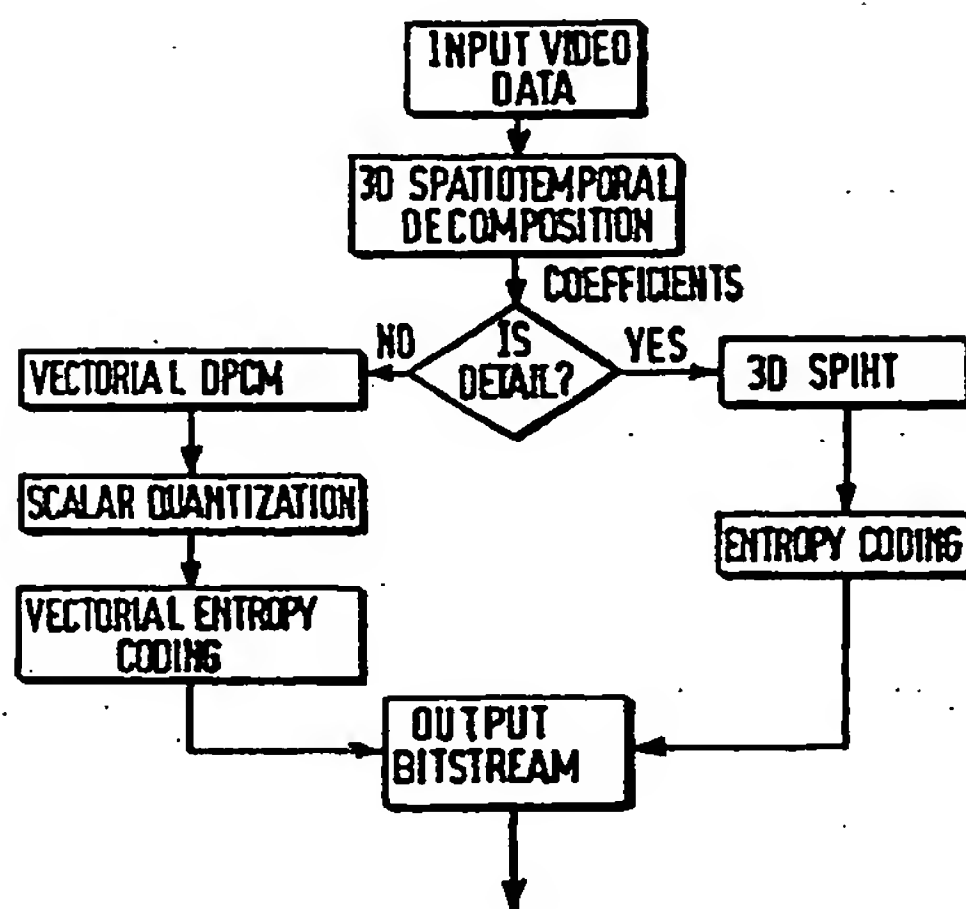 INPUT VIDEO
DATA
3D SPATIOTEMPORAL
DECOMPOSITION
COEFFICIENTS
IS
DETAIL?
NO
YES
VECTORIAL DPCM
3D SPIHT
SCALAR QUANTIZATION
ENTROPY CODING
VECTORIAL ENTROPY
CODING
OUTPUT
BITSTREAM